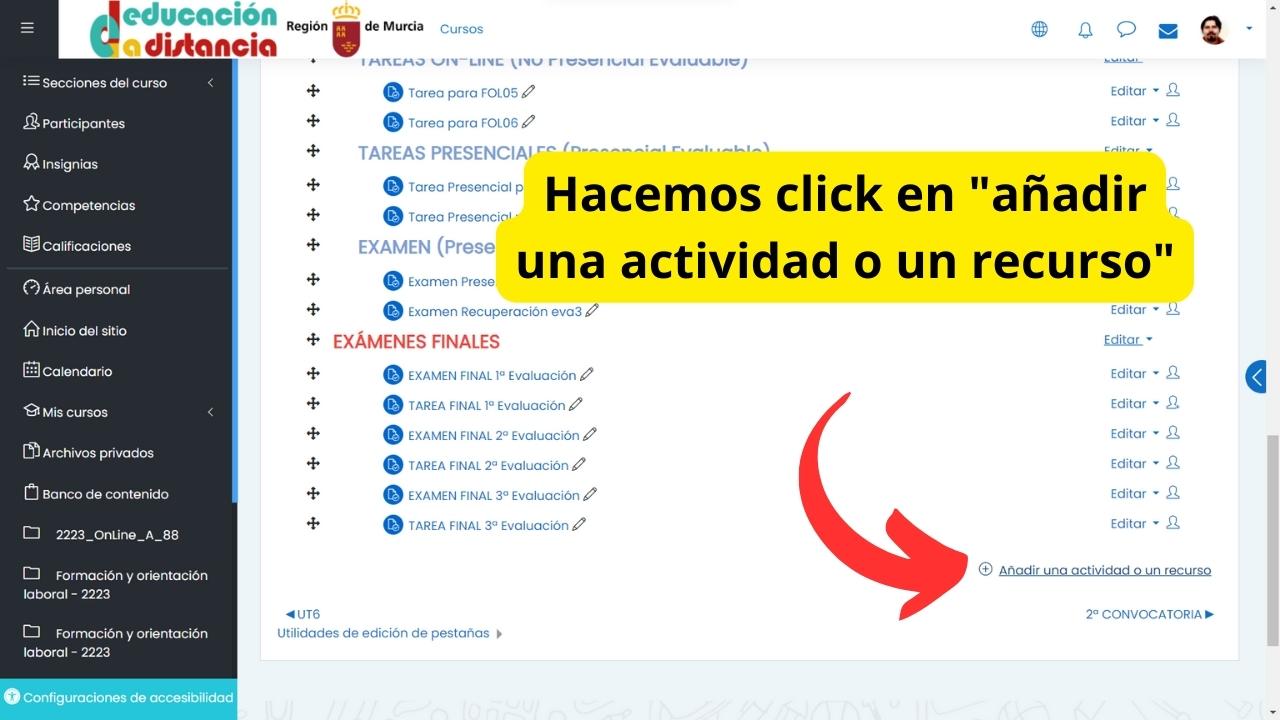 educación
a distancia
Región de Murcia
Cursos
Secciones del curso
Participantes
Insignias
Competencias
Calificaciones
Área personal
Inicio del sitio
Calendario
Mis cursos
Archivos privados
Banco de contenido
2223_OnLine_A_88
Formación y orientación
laboral - 2223
Formación y orientación
laboral - 2223
Configuraciones de accesibilidad
TAREAS ON-LINE (No Presencial Evaluable)
Editar
Tarea para FOL05
Editar
Tarea para FOL06
Editar
TAREAS PRESENCIALES (Presencial Evaluable)
Editar
Tarea Presencial
Tarea Presencial
EXAMEN
Examen
Hacemos click en "añadir
una actividad o un recurso"
Examen Recuperación eva3
Editar
EXÁMENES FINALES
Editar
EXAMEN FINAL 1ª Evaluación
Editar
TAREA FINAL 1ª Evaluación
Editar
EXAMEN FINAL 2ª Evaluación
Editar
TAREA FINAL 2ª Evaluación
Editar
EXAMEN FINAL 3ª Evaluación
Editar
TAREA FINAL 3ª Evaluación
Editar
Añadir una actividad o un recurso
◀ UT6
2ª CONVOCATORIA ▶
Utilidades de edición de pestañas